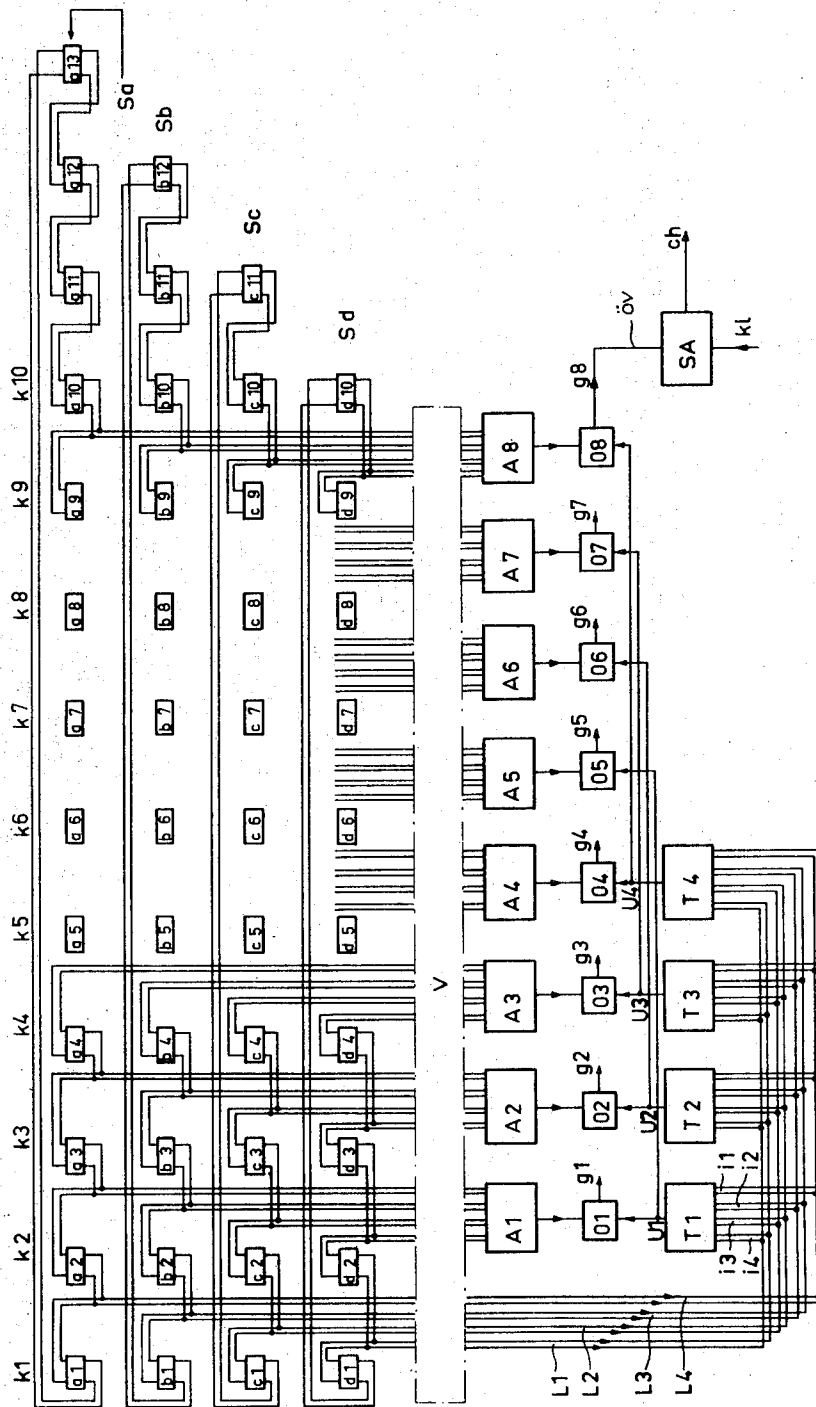 k1 k2 k3 k4 k5 k6 k7 k8 k9 k10
a1 a2 a3 a4 a5 a6 a7 a8 a9 a10 a11 a12 a13
Sa
b1 b2 b3 b4 b5 b6 b7 b8 b9 b10 b11 b12
Sb
c1 c2 c3 c4 c5 c6 c7 c8 c9 c10 c11
Sc
d1 d2 d3 d4 d5 d6 d7 d8 d9 d10
Sd
V
A1 A2 A3 A4 A5 A6 A7 A8
g1 g2 g3 g4 g5 g6 g7 g8
01 02 03 04 05 06 07 08
öv
SA
ch
kl
U1 U2 U3 U4
T1 T2 T3 T4
L1 L2 L3 L4
i3 i4 i1 i2